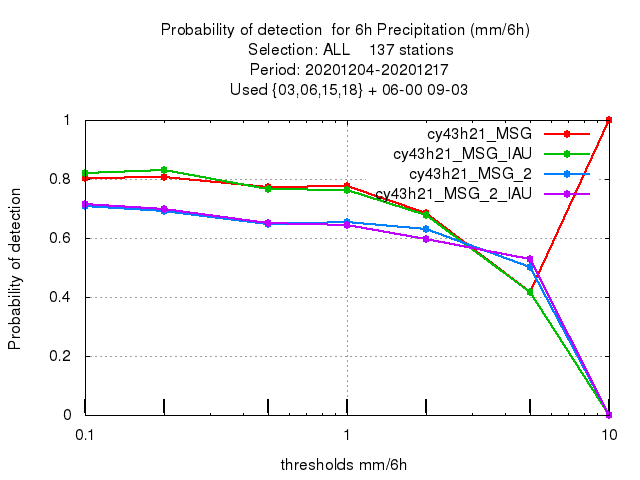 Probability of detection  for 6h Precipitation (mm/6h)
Selection: ALL    137 stations
Period: 20201204-20201217
Used {03,06,15,18} + 06-00 09-03
cy43h21_MSG
cy43h21_MSG_IAU
cy43h21_MSG_2
cy43h21_MSG_2_IAU
Probability of detection
1
0.8
0.6
0.4
0.2
0
0.1
1
10
thresholds mm/6h